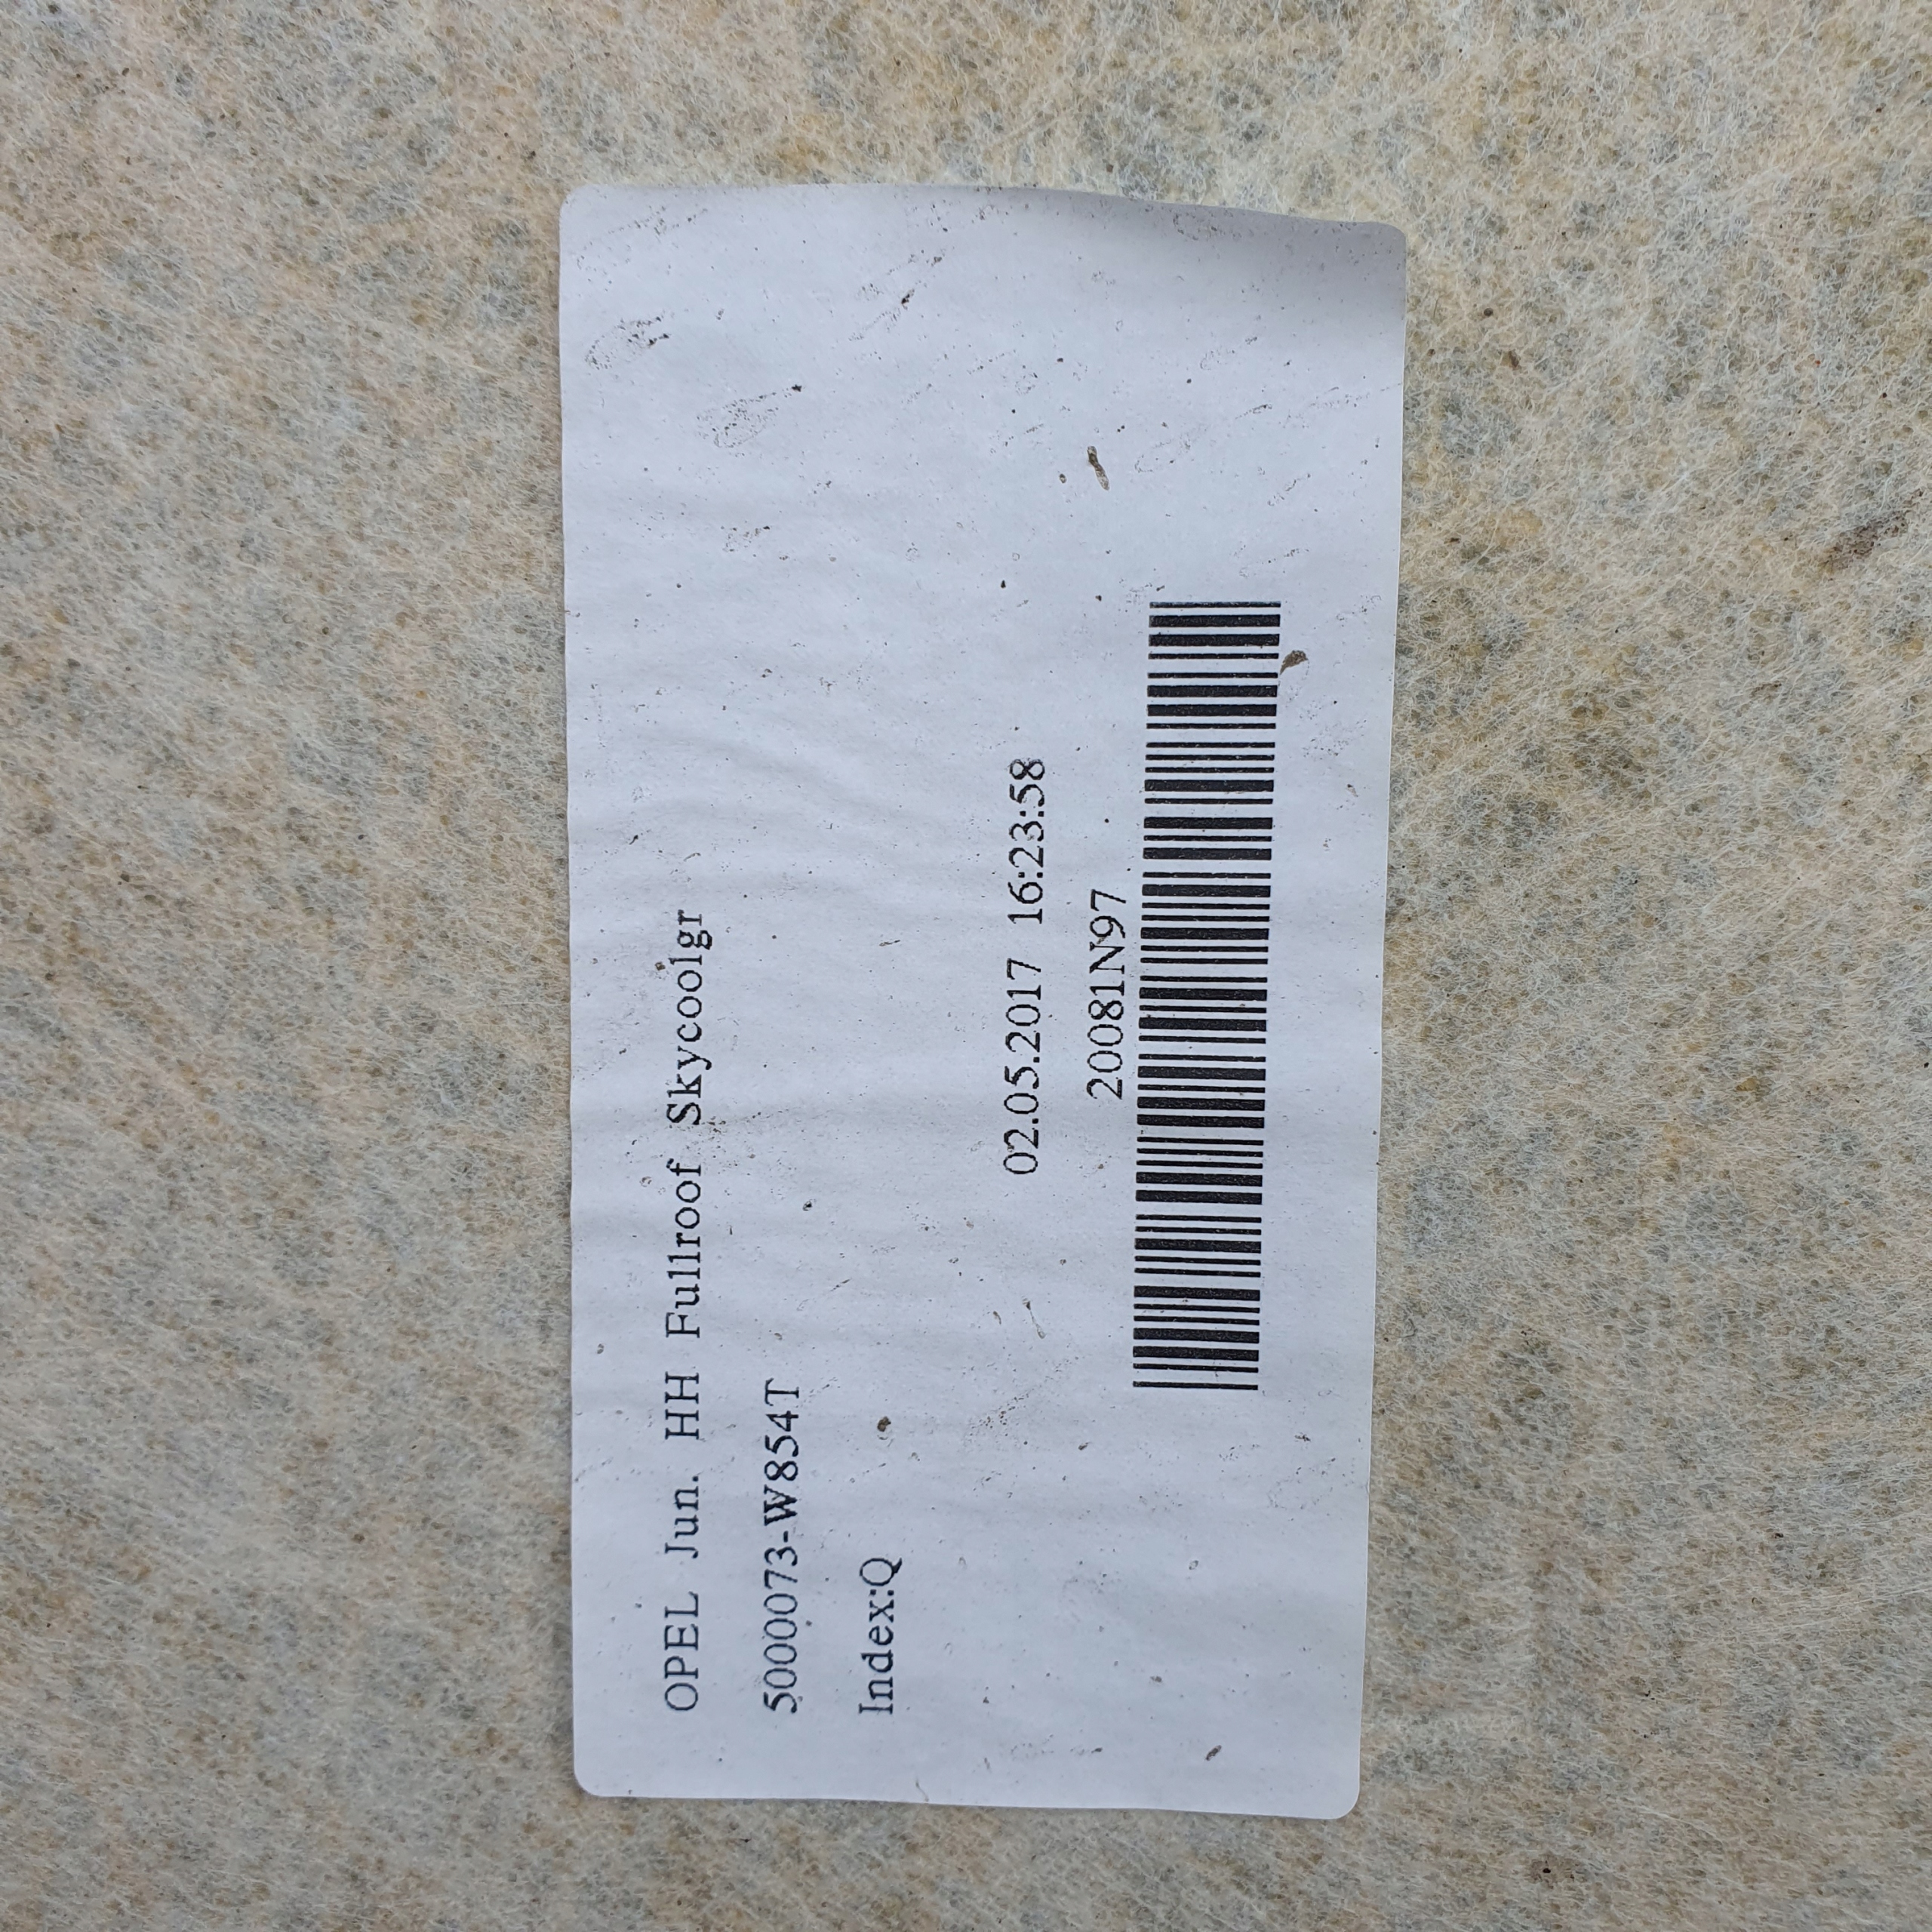 OPEL Jun. HH Fullroof Skycoolgr
5000073-W854T
Index:Q
02.05.2017 16:23:58
20081N97